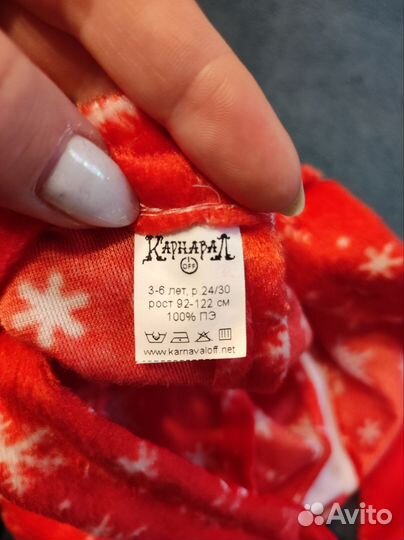 КАРНАВАЛ
OFF
3-6 лет, р.24/30
рост 92-122 см
100% ПЭ
www.karnavaloff.net
Avito